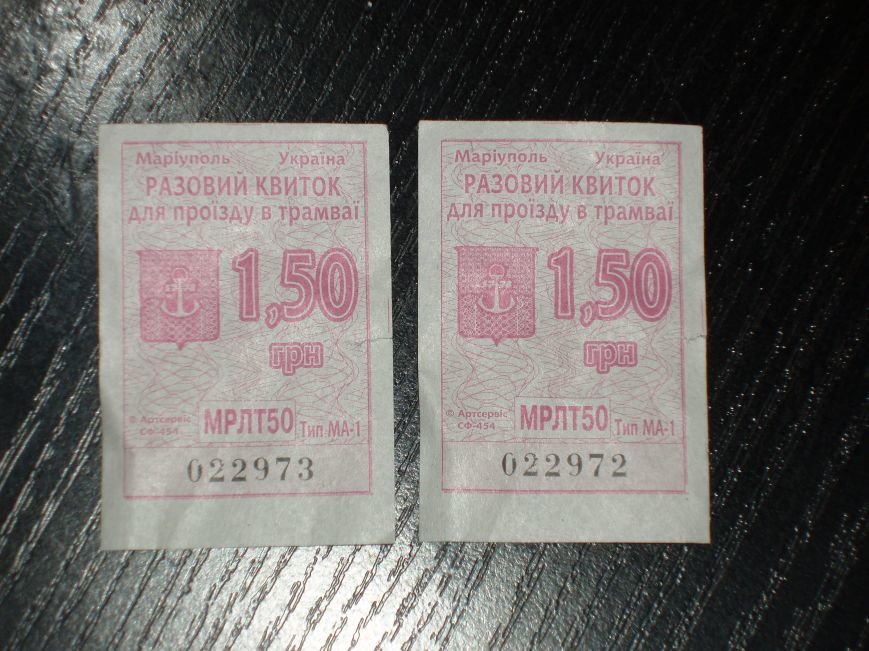 Маріуполь Україна
РАЗОВИЙ КВИТОК
для проїзду в трамваї
1,50
грн
© Артсервіс
СФ-454
МРЛТ50
Тип МА-1
022973
Маріуполь Україна
РАЗОВИЙ КВИТОК
для проїзду в трамваї
1,50
грн
© Артсервіс
СФ-454
МРЛТ50
Тип МА-1
022972